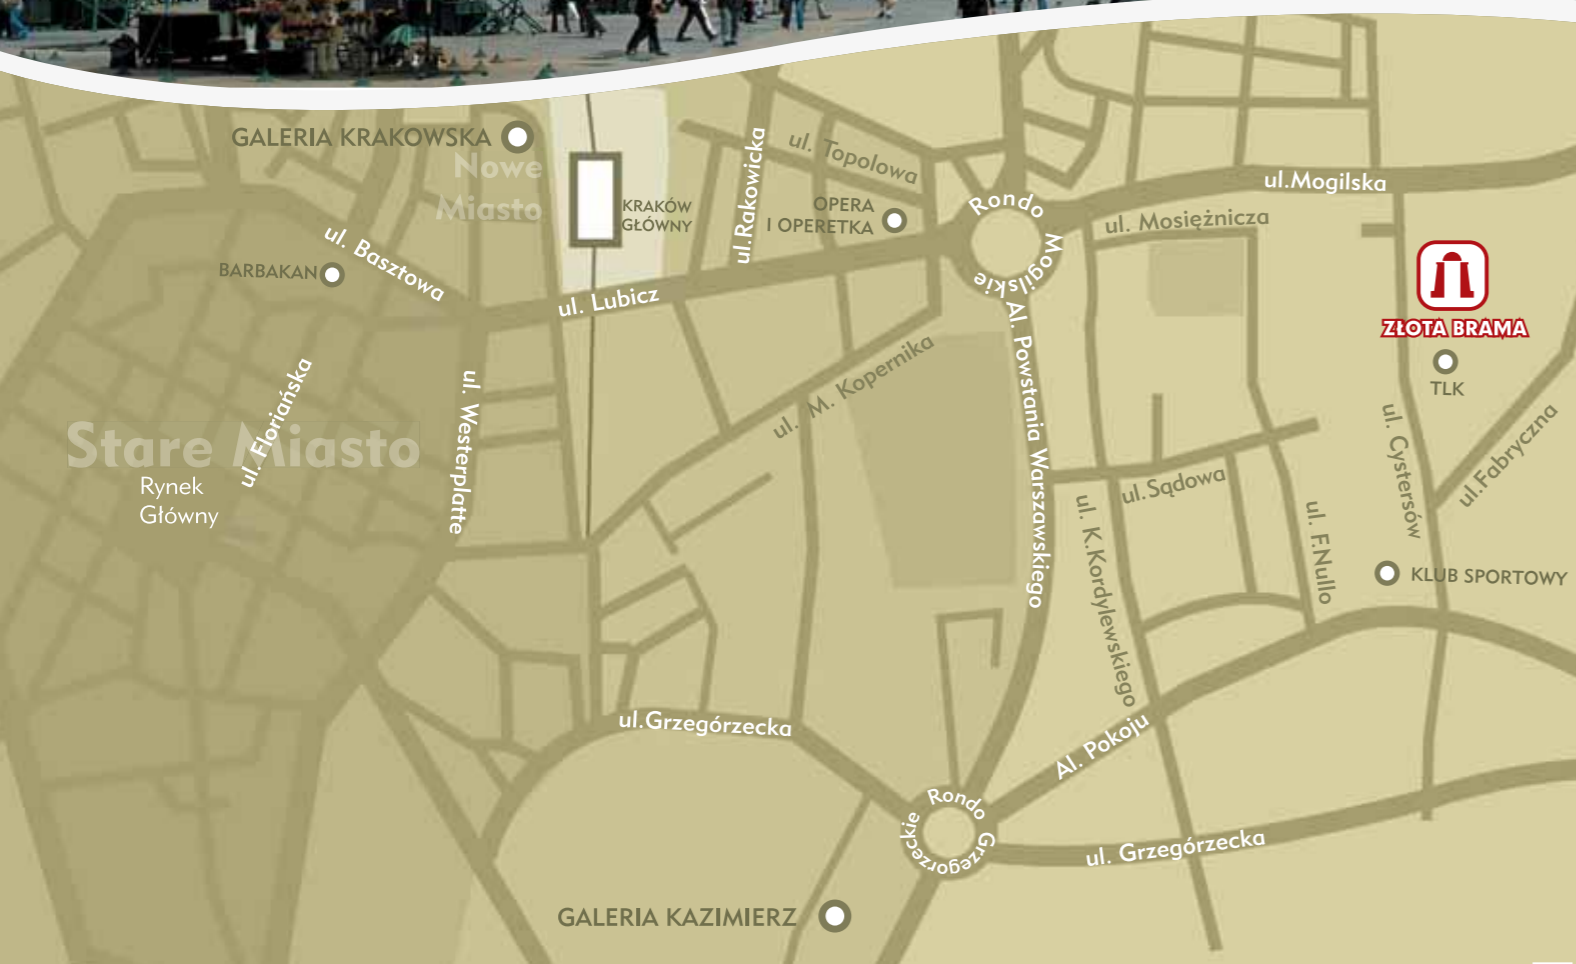 GALERIA KRAKOWSKA
Nowe
Miasto
KRAKÓW
GŁÓWNY
ul.Rakowicka
ul. Topolowa
OPERA
I OPERETKA
Rondo
Mogilskie
ul.Mogilska
ul. Mosiężnicza
ul. Basztowa
BARBAKAN
ul. Lubicz
ZŁOTA BRAMA
TLK
ul. Floriańska
ul. Westerplatte
ul. M. Kopernika
Al. Powstania Warszawskiego
Stare Miasto
Rynek
Główny
ul.Sądowa
ul. K.Kordylewskiego
ul. F.Nullo
ul. Cystersów
ul.Fabryczna
KLUB SPORTOWY
ul.Grzegórzecka
Al. Pokoju
Rondo
Grzegorzeckie
ul. Grzegórzecka
GALERIA KAZIMIERZ